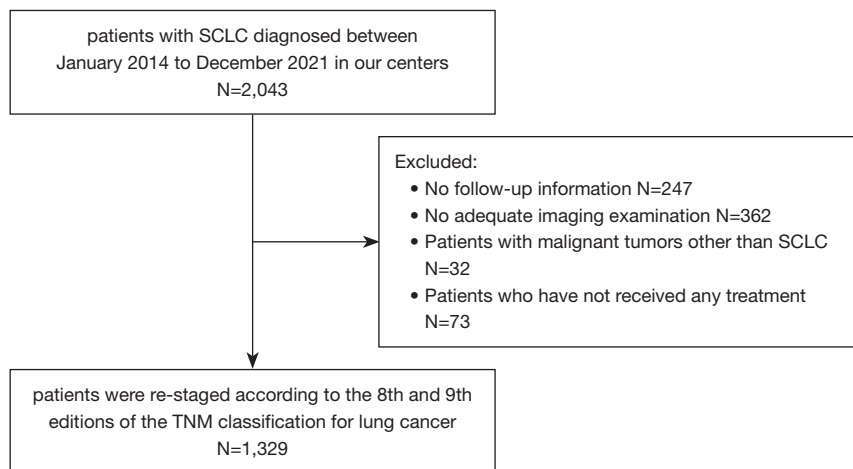 patients with SCLC diagnosed between
January 2014 to December 2021 in our centers
N=2,043
Excluded:
• No follow-up information N=247
• No adequate imaging examination N=362
• Patients with malignant tumors other than SCLC
N=32
• Patients who have not received any treatment
N=73
patients were re-staged according to the 8th and 9th
editions of the TNM classification for lung cancer
N=1,329